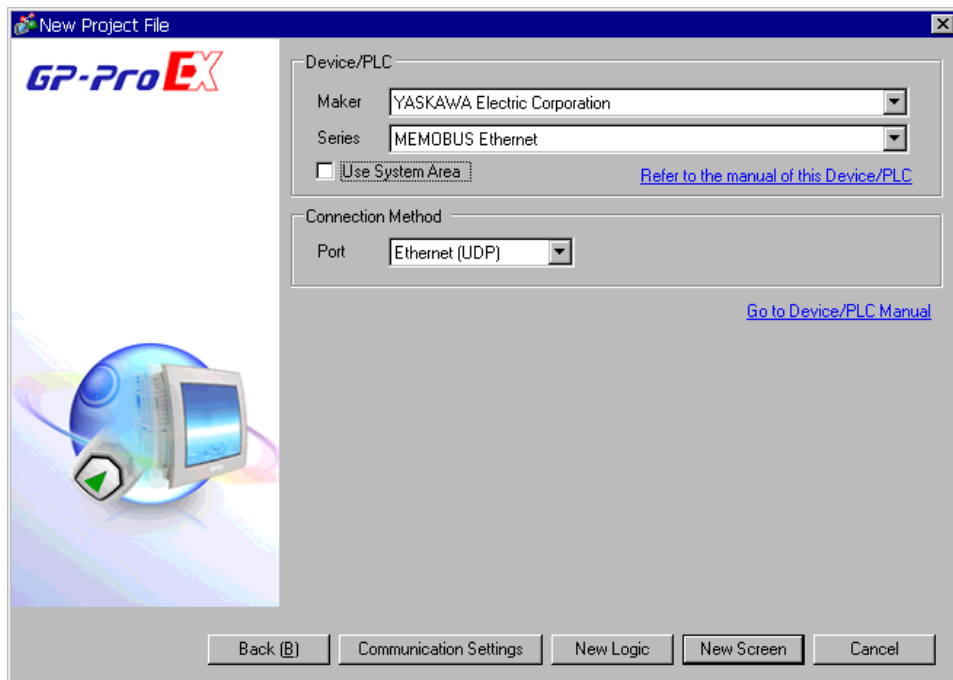 New Project File
GP-Pro EX
Device/PLC
Maker YASKAWA Electric Corporation
Series MEMOBUS Ethernet
Use System Area Refer to the manual of this Device/PLC
Connection Method
Port Ethernet (UDP)
Go to Device/PLC Manual
Back (B) Communication Settings New Logic New Screen Cancel